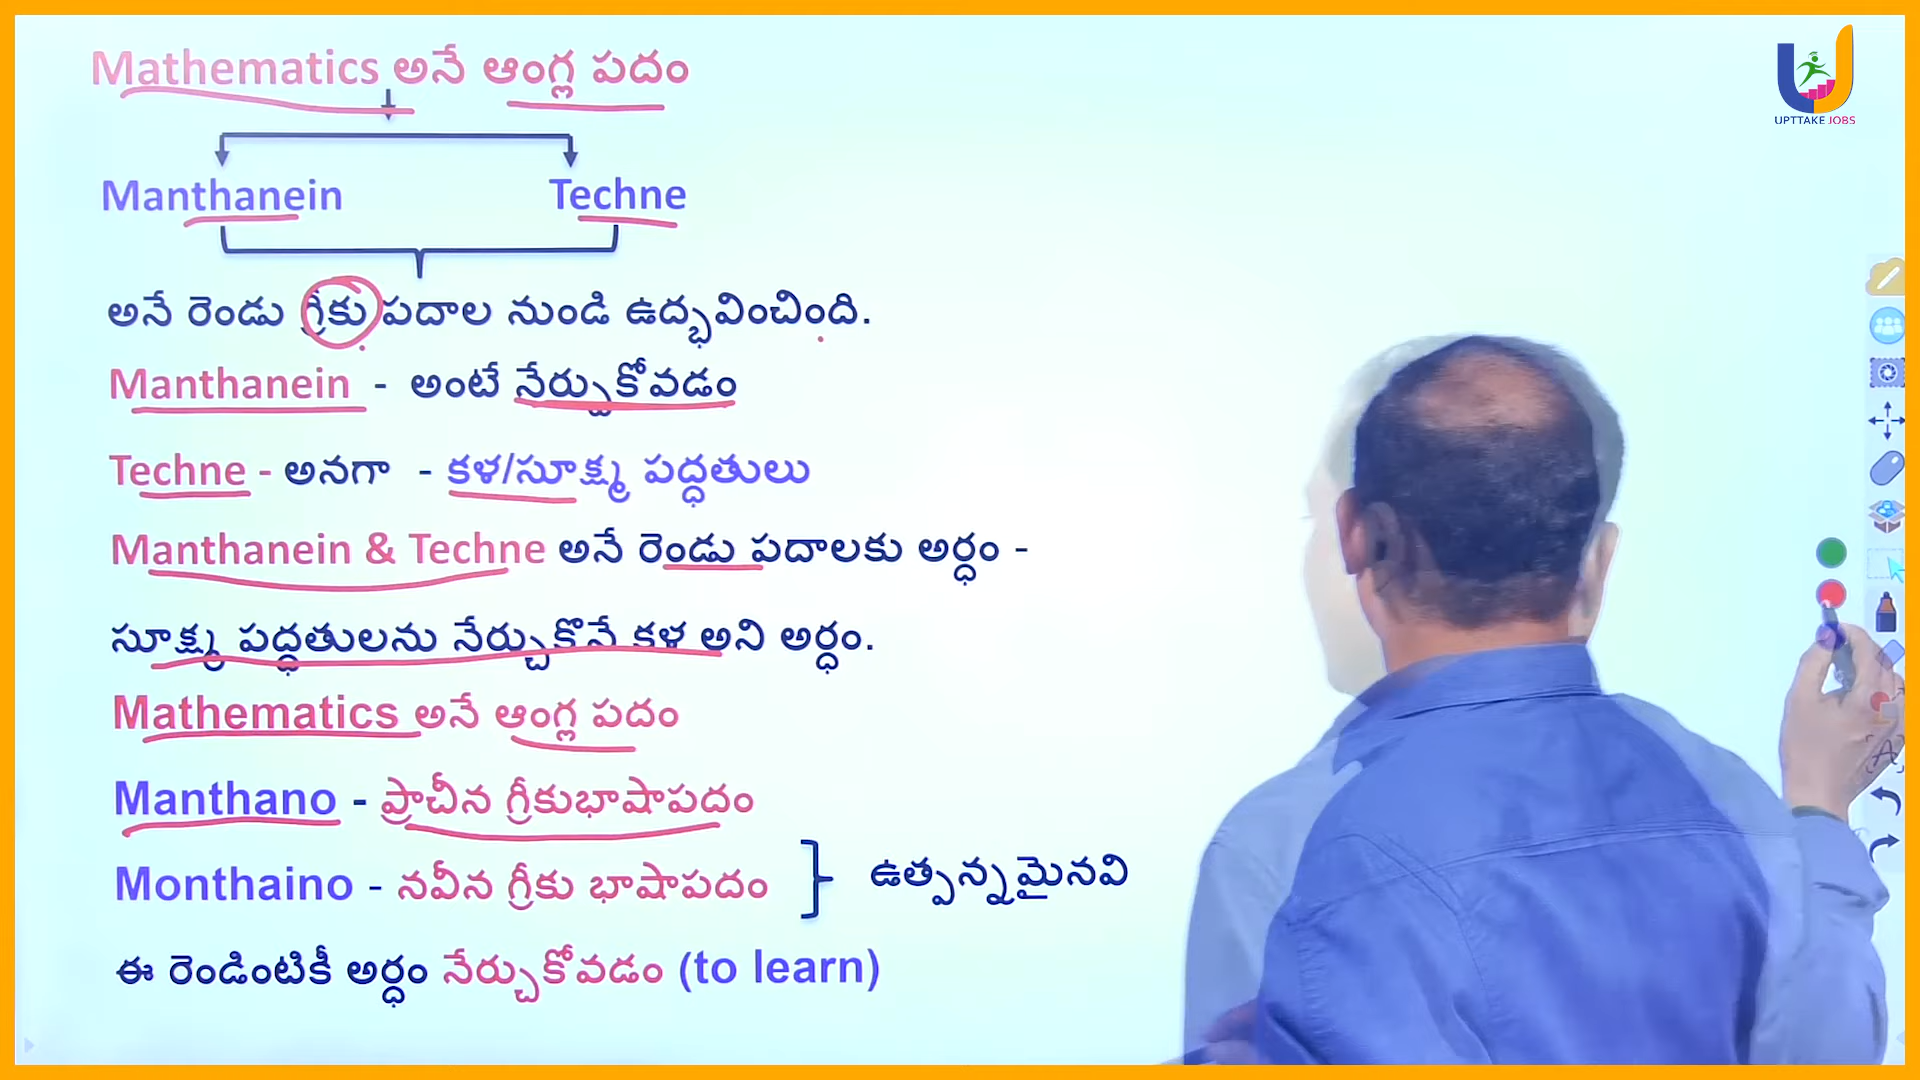 Mathematics అనే ఆంగ్ల పదం
UPTTAKE JOBS
Manthanein Techne
అనే రెండు గ్రీకు పదాల నుండి ఉద్భవించింది.
Manthanein - అంటే నేర్చుకోవడం
Techne - అనగా - కళ/సూక్ష్మ పద్ధతులు
Manthanein & Techne అనే రెండు పదాలకు అర్ధం -
సూక్ష్మ పద్ధతులను నేర్చుకొనే కళ అని అర్ధం.
Mathematics అనే ఆంగ్ల పదం
Manthano - ప్రాచీన గ్రీకుభాషాపదం
Monthaino - నవీన గ్రీకు భాషాపదం } ఉత్పన్నమైనవి
ఈ రెండింటికీ అర్ధం నేర్చుకోవడం (to learn)